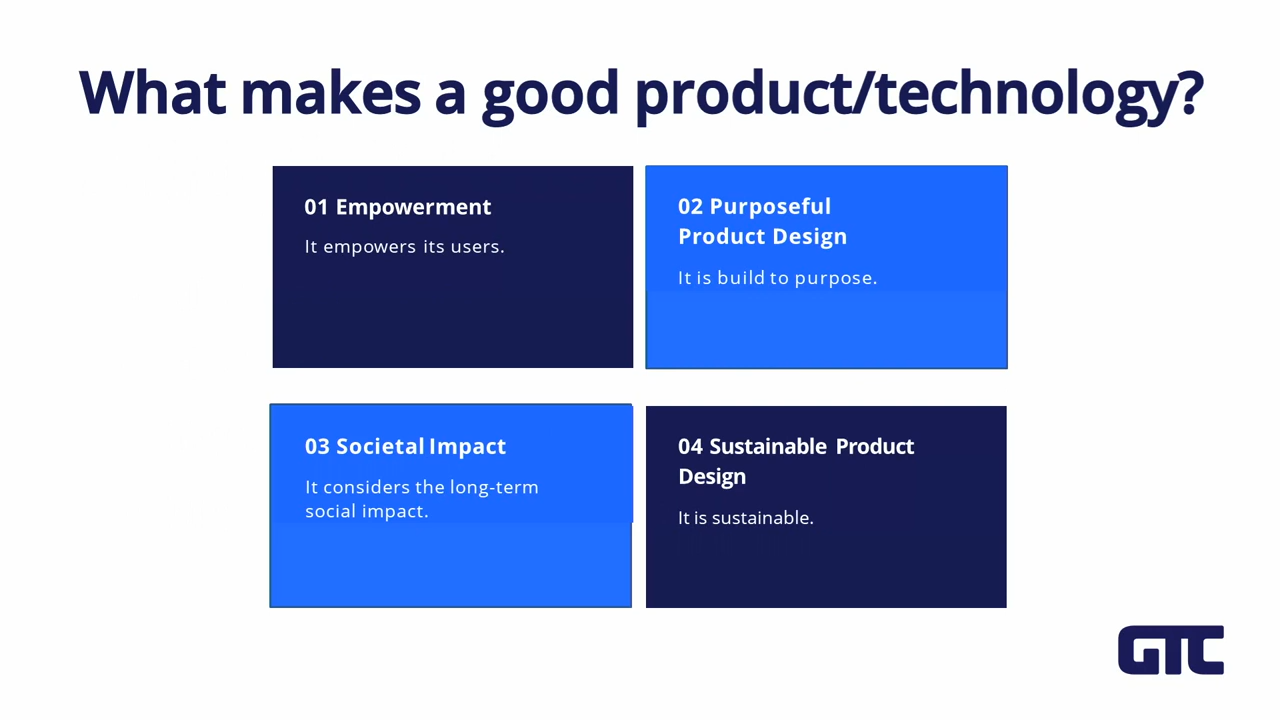 What makes a good product/technology?
01 Empowerment
It empowers its users.
02 Purposeful
Product Design
It is build to purpose.
03 Societal Impact
It considers the long-term
social impact.
04 Sustainable Product
Design
It is sustainable.
GTC